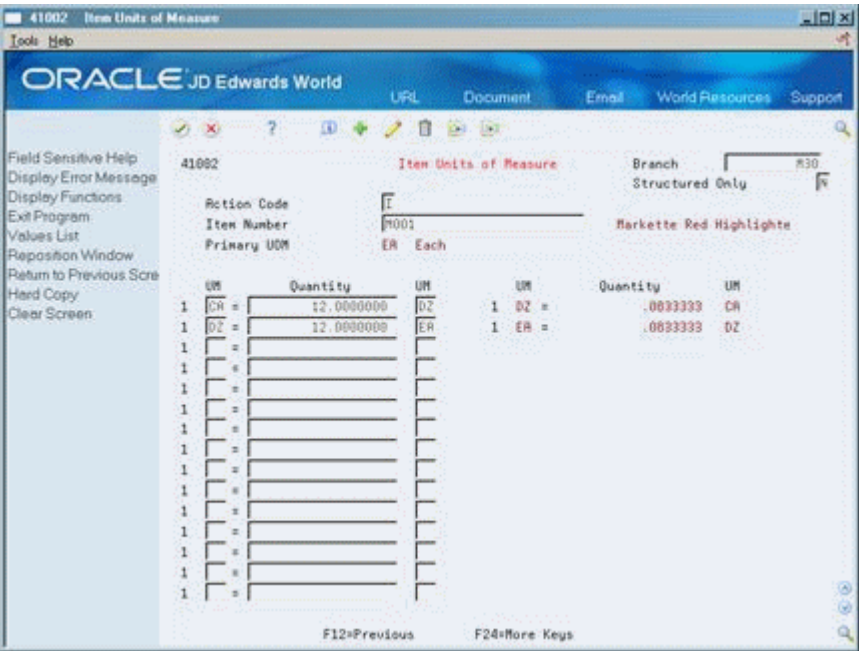 41002 Item Units of Measure
Tools Help
ORACLE JD Edwards World
URL Document Email World Resources Support
Field Sensitive Help
Display Error Message
Display Functions
Exit Program
Values List
Reposition Window
Return to Previous Scre
Hard Copy
Clear Screen
41002 Item Units of Measure Branch M30
Structured Only N
Action Code I
Item Number M001 Markette Red Highlighte
Primary UOM EA Each
UM Quantity UM UM Quantity UM
1 CA = 12.0000000 DZ 1 DZ = .0833333 CA
1 DZ = 12.0000000 EA 1 EA = .0833333 DZ
1 =
1 =
1 =
1 =
1 =
1 =
1 =
1 =
1 =
1 =
1 =
1 =
1 =
F12=Previous F24=More Keys